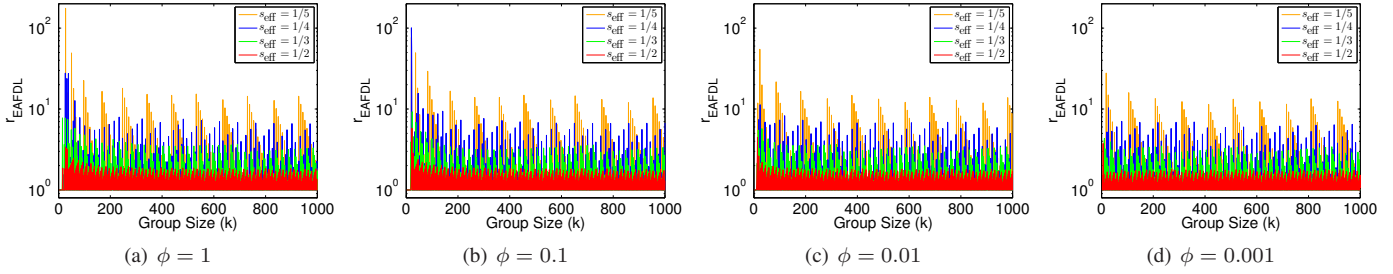 r_EAFDL
10^2
10^1
10^0
0 200 400 600 800 1000
Group Size (k)
s_eff = 1/5
s_eff = 1/4
s_eff = 1/3
s_eff = 1/2
(a) ϕ = 1
r_EAFDL
10^2
10^1
10^0
0 200 400 600 800 1000
Group Size (k)
s_eff = 1/5
s_eff = 1/4
s_eff = 1/3
s_eff = 1/2
(b) ϕ = 0.1
r_EAFDL
10^2
10^1
10^0
0 200 400 600 800 1000
Group Size (k)
s_eff = 1/5
s_eff = 1/4
s_eff = 1/3
s_eff = 1/2
(c) ϕ = 0.01
r_EAFDL
10^2
10^1
10^0
0 200 400 600 800 1000
Group Size (k)
s_eff = 1/5
s_eff = 1/4
s_eff = 1/3
s_eff = 1/2
(d) ϕ = 0.001